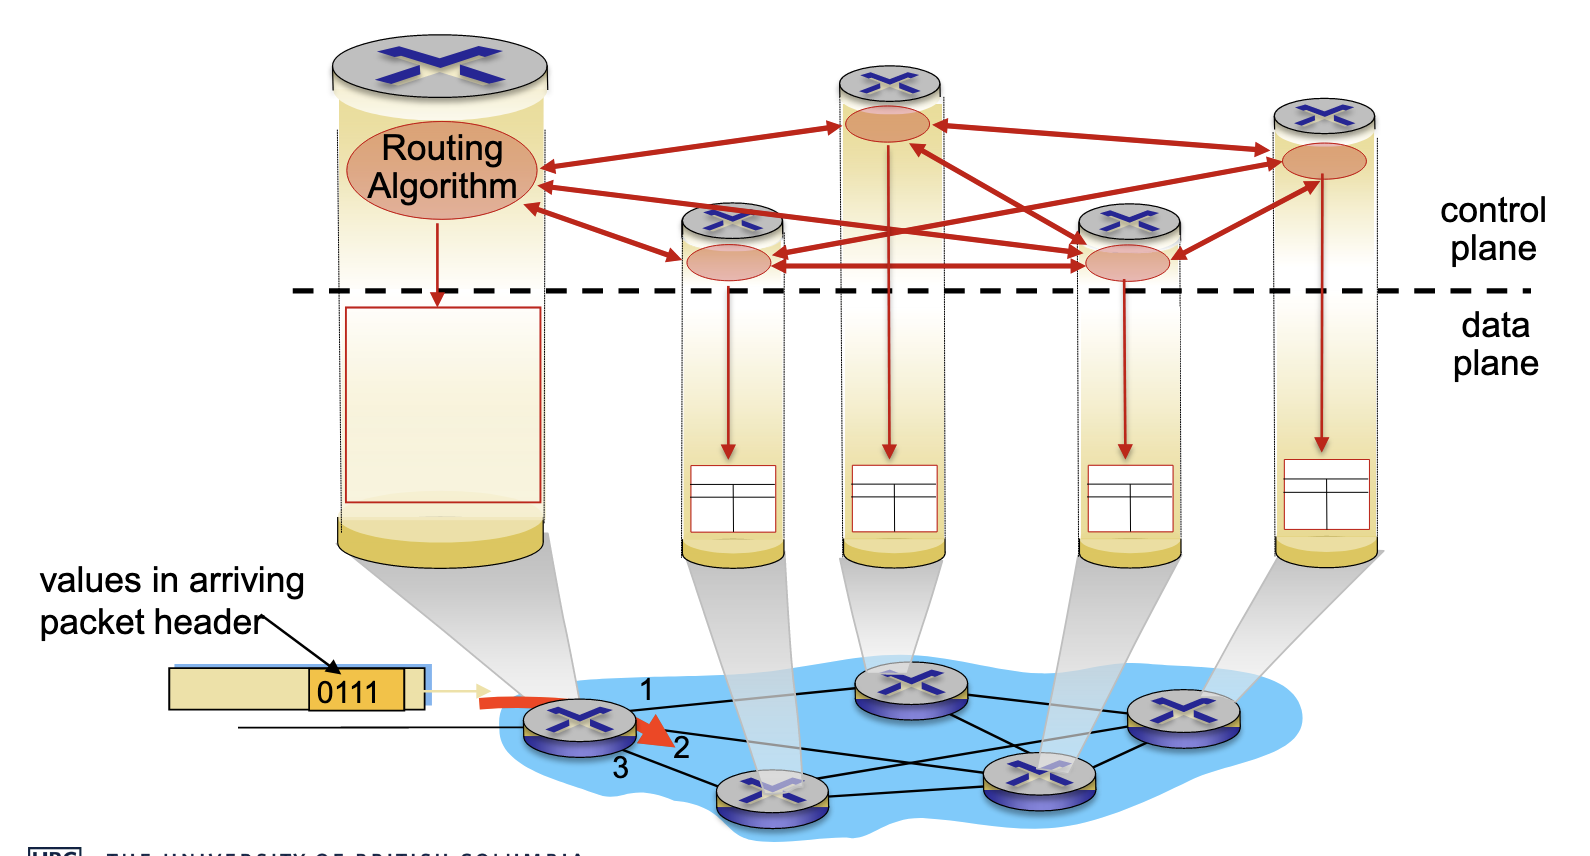 Routing
Algorithm
control
plane
data
plane
values in arriving
packet header
0111
1
2
3
UBC
THE UNIVERSITY OF BRITISH COLUMBIA